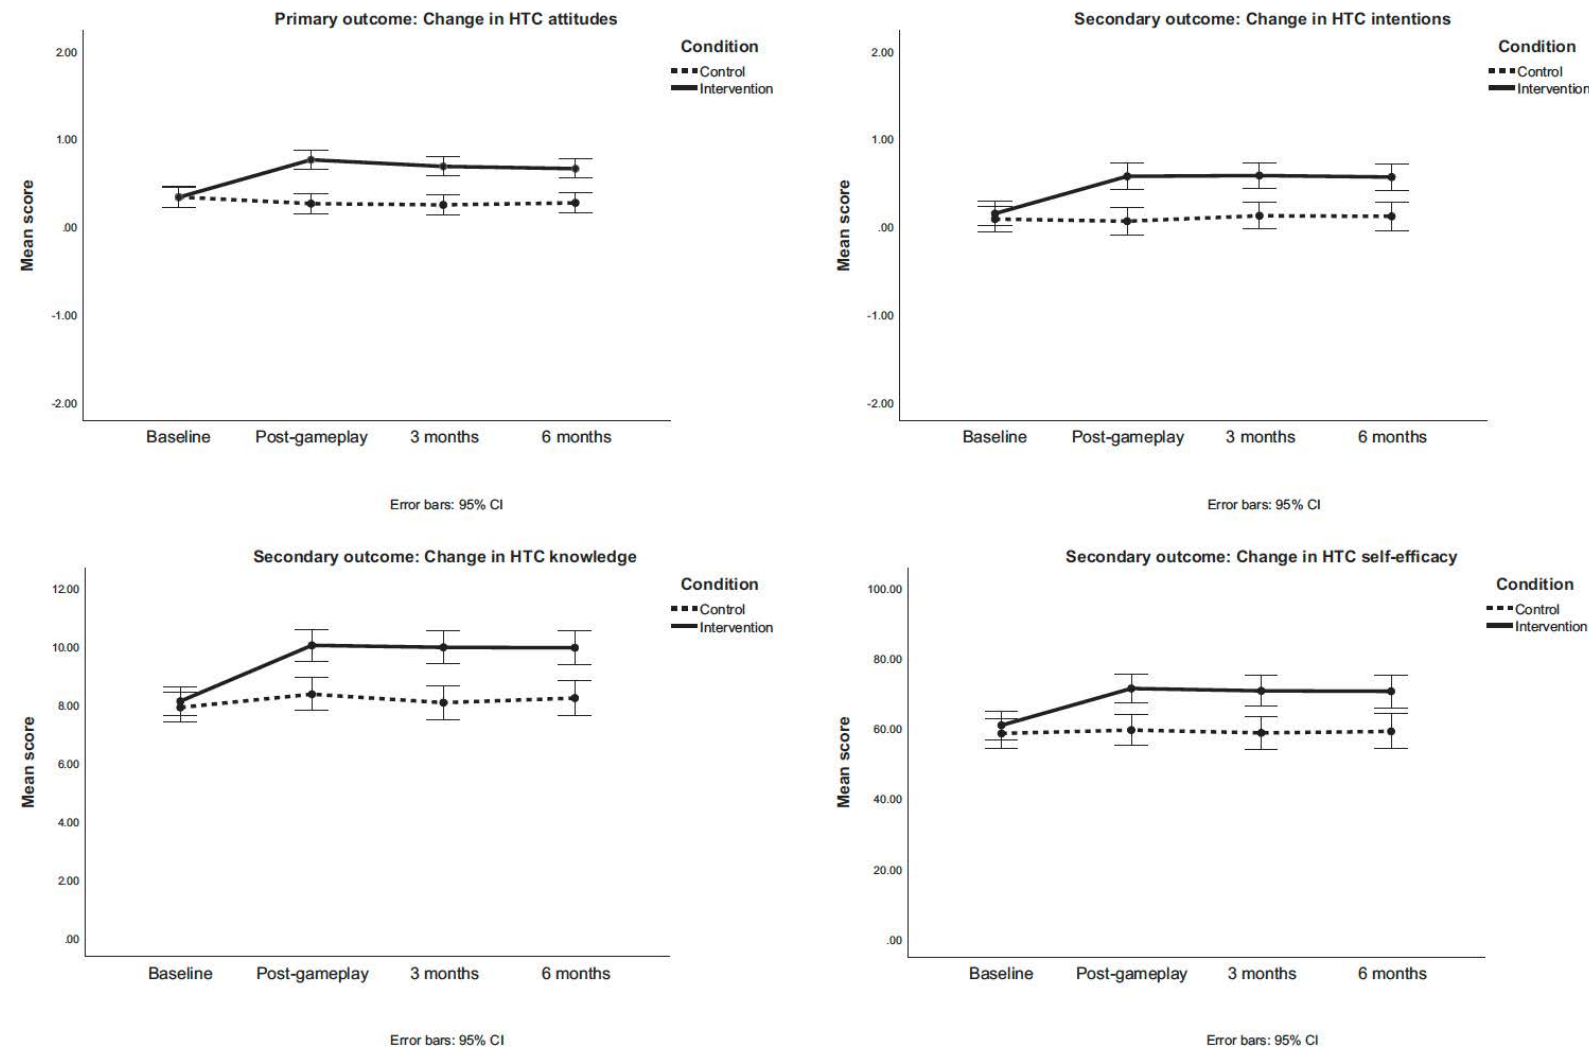 Primary outcome: Change in HTC attitudes
Condition
Control
Intervention
2.00
1.00
.00
-1.00
-2.00
Mean score
Baseline
Post-gameplay
3 months
6 months
Error bars: 95% CI
Secondary outcome: Change in HTC intentions
Condition
Control
Intervention
2.00
1.00
.00
-1.00
-2.00
Mean score
Baseline
Post-gameplay
3 months
6 months
Error bars: 95% CI
Secondary outcome: Change in HTC knowledge
Condition
Control
Intervention
12.00
10.00
8.00
6.00
4.00
2.00
.00
Mean score
Baseline
Post-gameplay
3 months
6 months
Error bars: 95% CI
Secondary outcome: Change in HTC self-efficacy
Condition
Control
Intervention
100.00
80.00
60.00
40.00
20.00
.00
Mean score
Baseline
Post-gameplay
3 months
6 months
Error bars: 95% CI